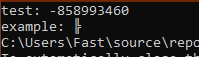 test: -858993460
example: ╠
C:\Users\Fast\source\repo